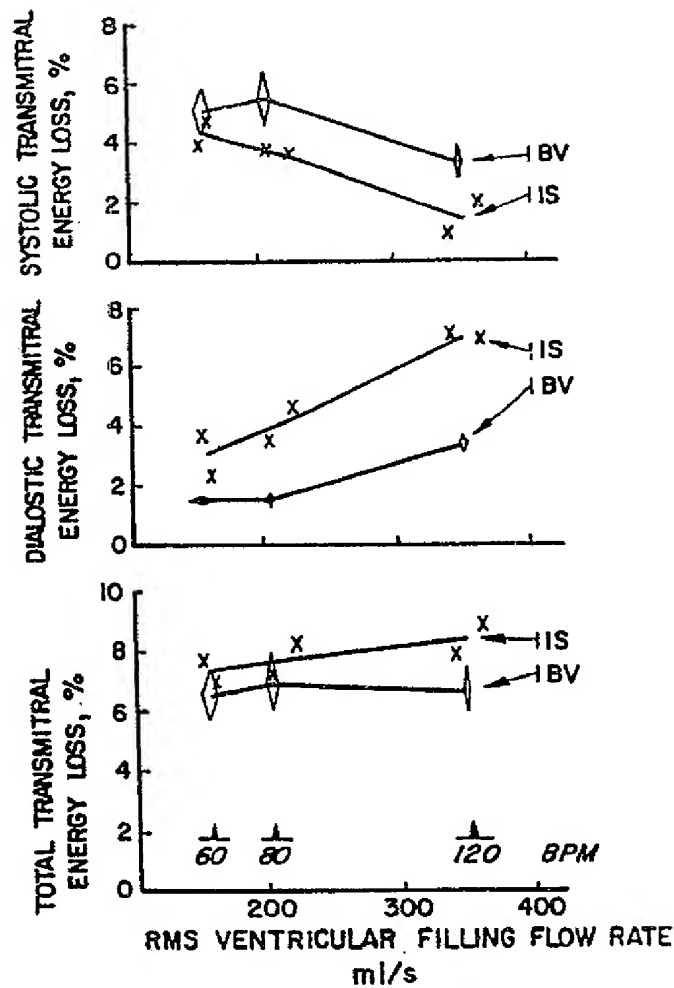 SYSTOLIC TRANSMITRAL
ENERGY LOSS, %
8
6
4
2
0
BV
IS
DIALOSTIC TRANSMITRAL
ENERGY LOSS, %
8
6
4
2
0
IS
BV
TOTAL TRANSMITRAL
ENERGY LOSS, %
10
8
6
4
2
0
IS
BV
60 80 120 BPM
200 300 400
RMS VENTRICULAR FILLING FLOW RATE
ml/s